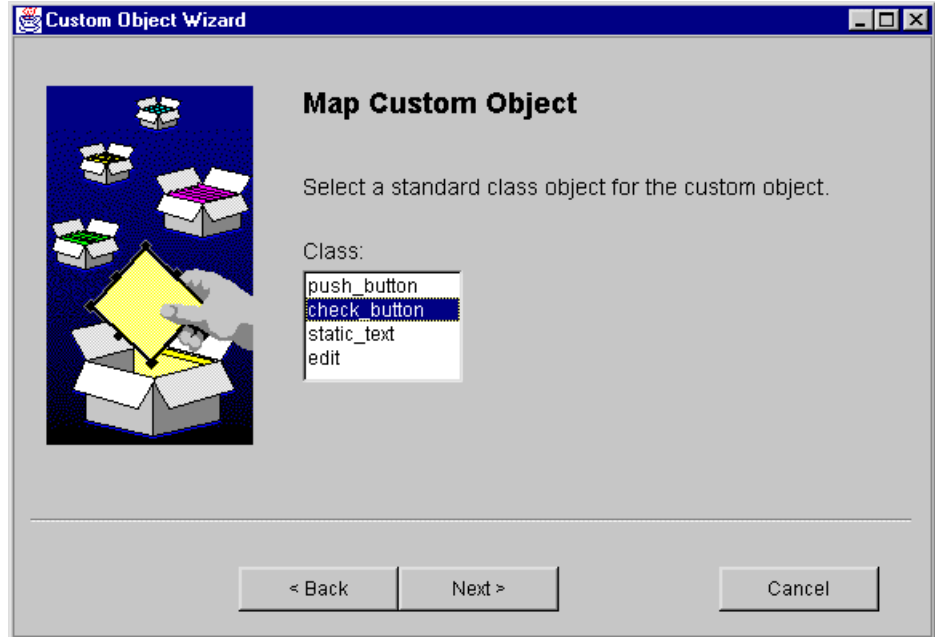 Custom Object Wizard
Map Custom Object
Select a standard class object for the custom object.
Class:
push_button
check_button
static_text
edit
< Back
Next >
Cancel